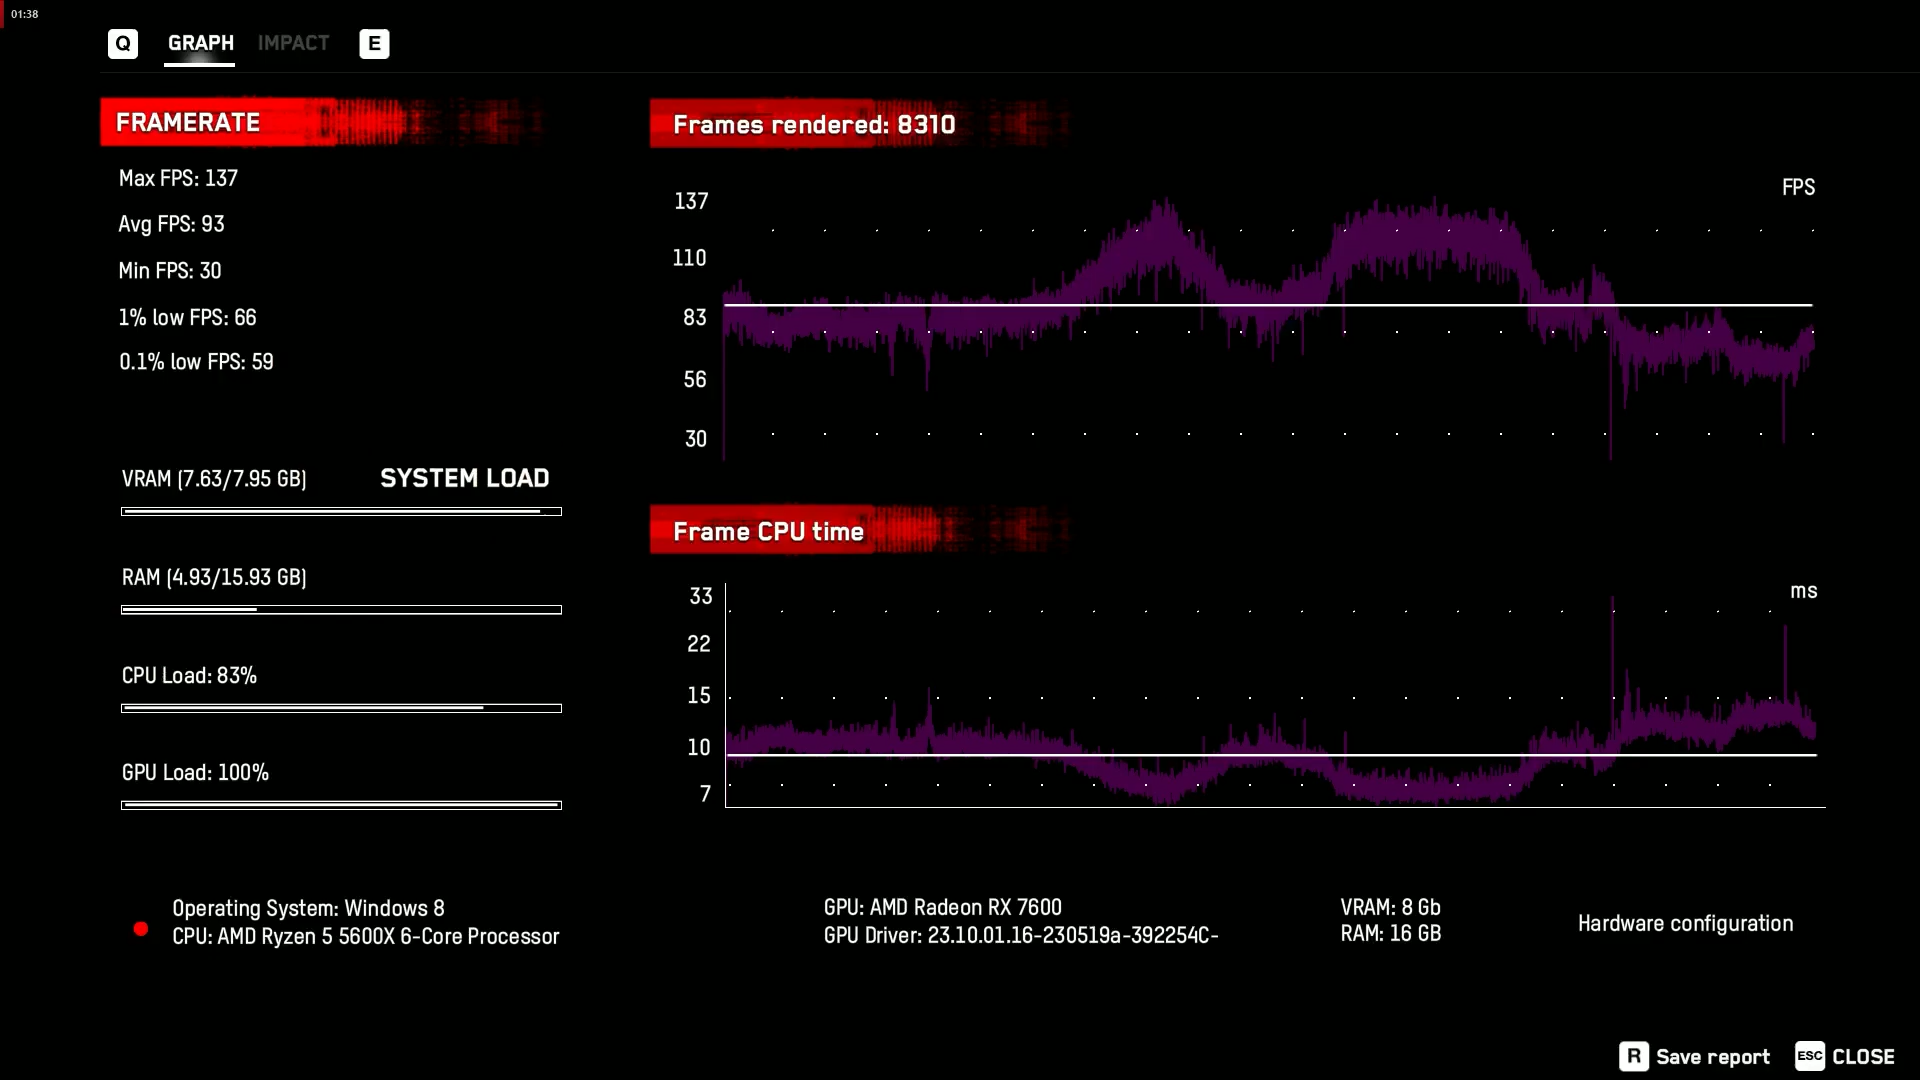 01:38
Q GRAPH IMPACT E
FRAMERATE
Max FPS: 137
Avg FPS: 93
Min FPS: 30
1% low FPS: 66
0.1% low FPS: 59
VRAM (7.63/7.95 GB) SYSTEM LOAD
RAM (4.93/15.93 GB)
CPU Load: 83%
GPU Load: 100%
Frames rendered: 8310
FPS
137
110
83
56
30
Frame CPU time
ms
33
22
15
10
7
Operating System: Windows 8
CPU: AMD Ryzen 5 5600X 6-Core Processor
GPU: AMD Radeon RX 7600
GPU Driver: 23.10.01.16-230519a-392254C-
VRAM: 8 Gb
RAM: 16 GB
Hardware configuration
R Save report ESC CLOSE